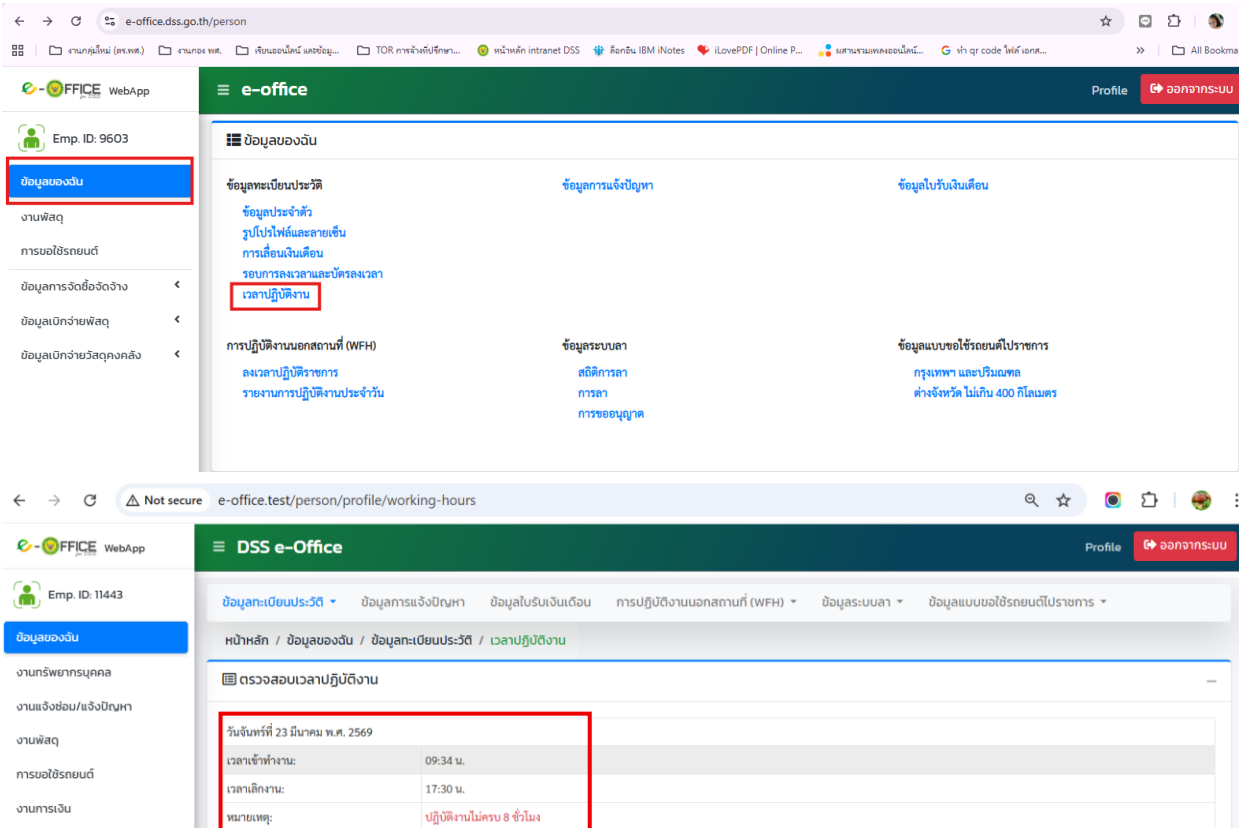 e-office.dss.go.th/person
งานกลุ่มใหม่ (ตร.พศ.) งานกอง พศ. เขียนออนไลน์ และข้อมู... TOR การจ้างที่ปรึกษา... หน้าหลัก intranet DSS ล็อกอิน IBM iNotes iLovePDF | Online P... ผสานรวมเพลงออนไลน์... ทำ qr code ไฟล์ เอกส... » All Bookma
e-OFFICE for DSS WebApp
≡ e-office
Profile
ออกจากระบบ
Emp. ID: 9603
ข้อมูลของฉัน
งานพัสดุ
การขอใช้รถยนต์
ข้อมูลการจัดซื้อจัดจ้าง
ข้อมูลเบิกจ่ายพัสดุ
ข้อมูลเบิกจ่ายวัสดุคงคลัง
ข้อมูลของฉัน
ข้อมูลทะเบียนประวัติ
ข้อมูลประจำตัว
รูปโปรไฟล์และลายเซ็น
การเลื่อนเงินเดือน
รอบการลงเวลาและบัตรลงเวลา
เวลาปฏิบัติงาน
ข้อมูลการแจ้งปัญหา
ข้อมูลใบรับเงินเดือน
การปฏิบัติงานนอกสถานที่ (WFH)
ลงเวลาปฏิบัติราชการ
รายงานการปฏิบัติงานประจำวัน
ข้อมูลระบบลา
สถิติการลา
การลา
การขออนุญาต
ข้อมูลแบบขอใช้รถยนต์ไปราชการ
กรุงเทพฯ และปริมณฑล
ต่างจังหวัด ไม่เกิน 400 กิโลเมตร
Not secure e-office.test/person/profile/working-hours
e-OFFICE for DSS WebApp
≡ DSS e-Office
Profile
ออกจากระบบ
Emp. ID: 11443
ข้อมูลของฉัน
งานทรัพยากรบุคคล
งานแจ้งซ่อม/แจ้งปัญหา
งานพัสดุ
การขอใช้รถยนต์
งานการเงิน
ข้อมูลทะเบียนประวัติ ข้อมูลการแจ้งปัญหา ข้อมูลใบรับเงินเดือน การปฏิบัติงานนอกสถานที่ (WFH) ข้อมูลระบบลา ข้อมูลแบบขอใช้รถยนต์ไปราชการ
หน้าหลัก / ข้อมูลของฉัน / ข้อมูลทะเบียนประวัติ / เวลาปฏิบัติงาน
ตรวจสอบเวลาปฏิบัติงาน
วันจันทร์ที่ 23 มีนาคม พ.ศ. 2569
เวลาเข้าทำงาน: 09:34 น.
เวลาเลิกงาน: 17:30 น.
หมายเหตุ: ปฏิบัติงานไม่ครบ 8 ชั่วโมง